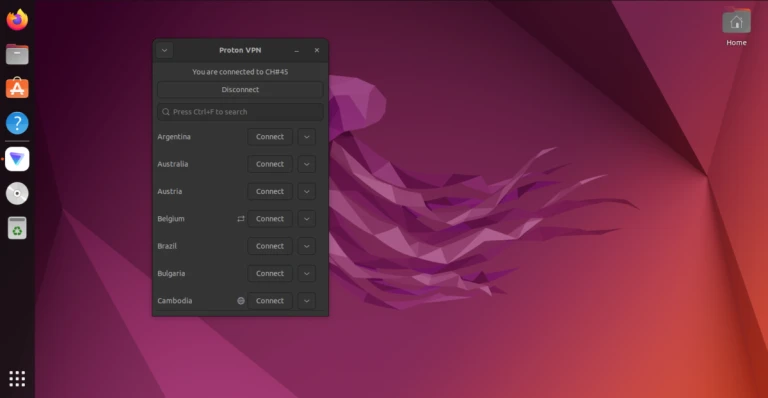 Proton VPN
You are connected to CH#45
Disconnect
Press Ctrl+F to search
Argentina Connect
Australia Connect
Austria Connect
Belgium Connect
Brazil Connect
Bulgaria Connect
Cambodia Connect
Home